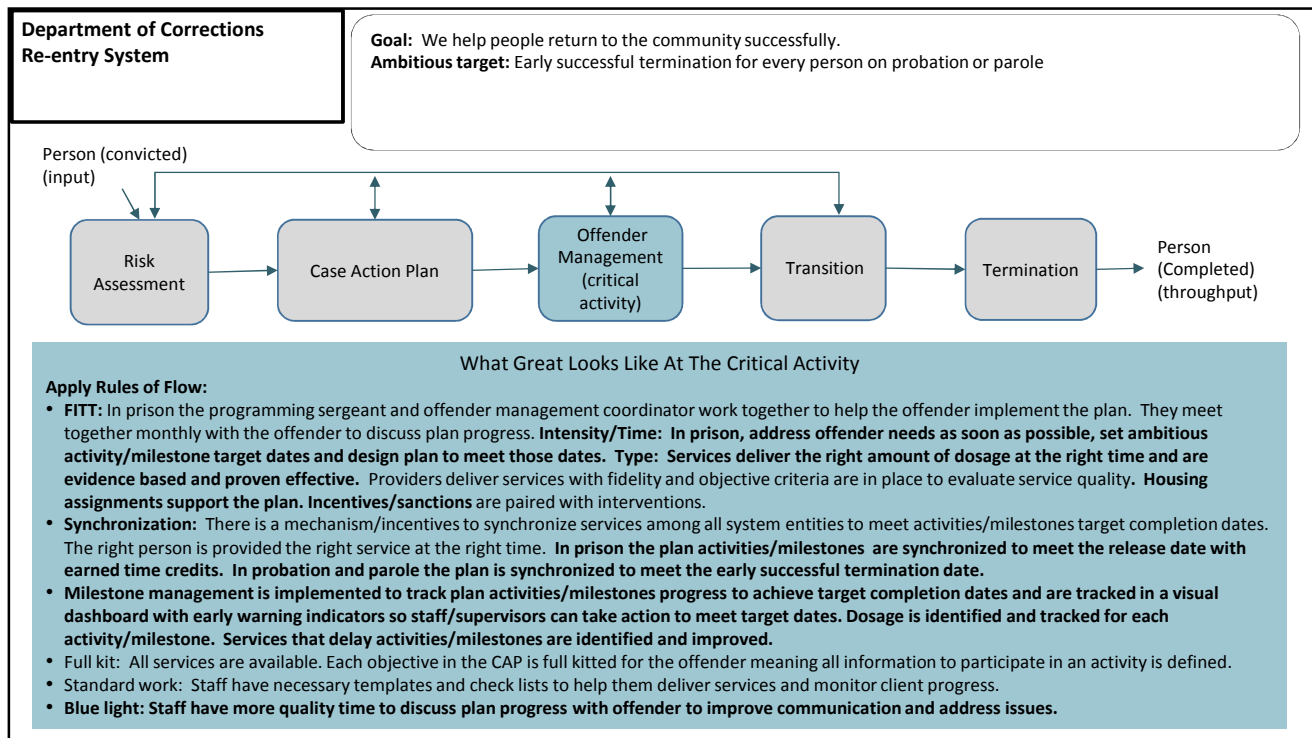 Department of Corrections
Re-entry System
Goal: We help people return to the community successfully.
Ambitious target: Early successful termination for every person on probation or parole
Person (convicted)
(input)
Risk
Assessment
Case Action Plan
Offender
Management
(critical
activity)
Transition
Termination
Person
(Completed)
(throughput)
What Great Looks Like At The Critical Activity
Apply Rules of Flow:
• FITT: In prison the programming sergeant and offender management coordinator work together to help the offender implement the plan. They meet
together monthly with the offender to discuss plan progress. Intensity/Time: In prison, address offender needs as soon as possible, set ambitious
activity/milestone target dates and design plan to meet those dates. Type: Services deliver the right amount of dosage at the right time and are
evidence based and proven effective. Providers deliver services with fidelity and objective criteria are in place to evaluate service quality. Housing
assignments support the plan. Incentives/sanctions are paired with interventions.
• Synchronization: There is a mechanism/incentives to synchronize services among all system entities to meet activities/milestones target completion dates.
The right person is provided the right service at the right time. In prison the plan activities/milestones are synchronized to meet the release date with
earned time credits. In probation and parole the plan is synchronized to meet the early successful termination date.
• Milestone management is implemented to track plan activities/milestones progress to achieve target completion dates and are tracked in a visual
dashboard with early warning indicators so staff/supervisors can take action to meet target dates. Dosage is identified and tracked for each
activity/milestone. Services that delay activities/milestones are identified and improved.
• Full kit: All services are available. Each objective in the CAP is full kitted for the offender meaning all information to participate in an activity is defined.
• Standard work: Staff have necessary templates and check lists to help them deliver services and monitor client progress.
• Blue light: Staff have more quality time to discuss plan progress with offender to improve communication and address issues.